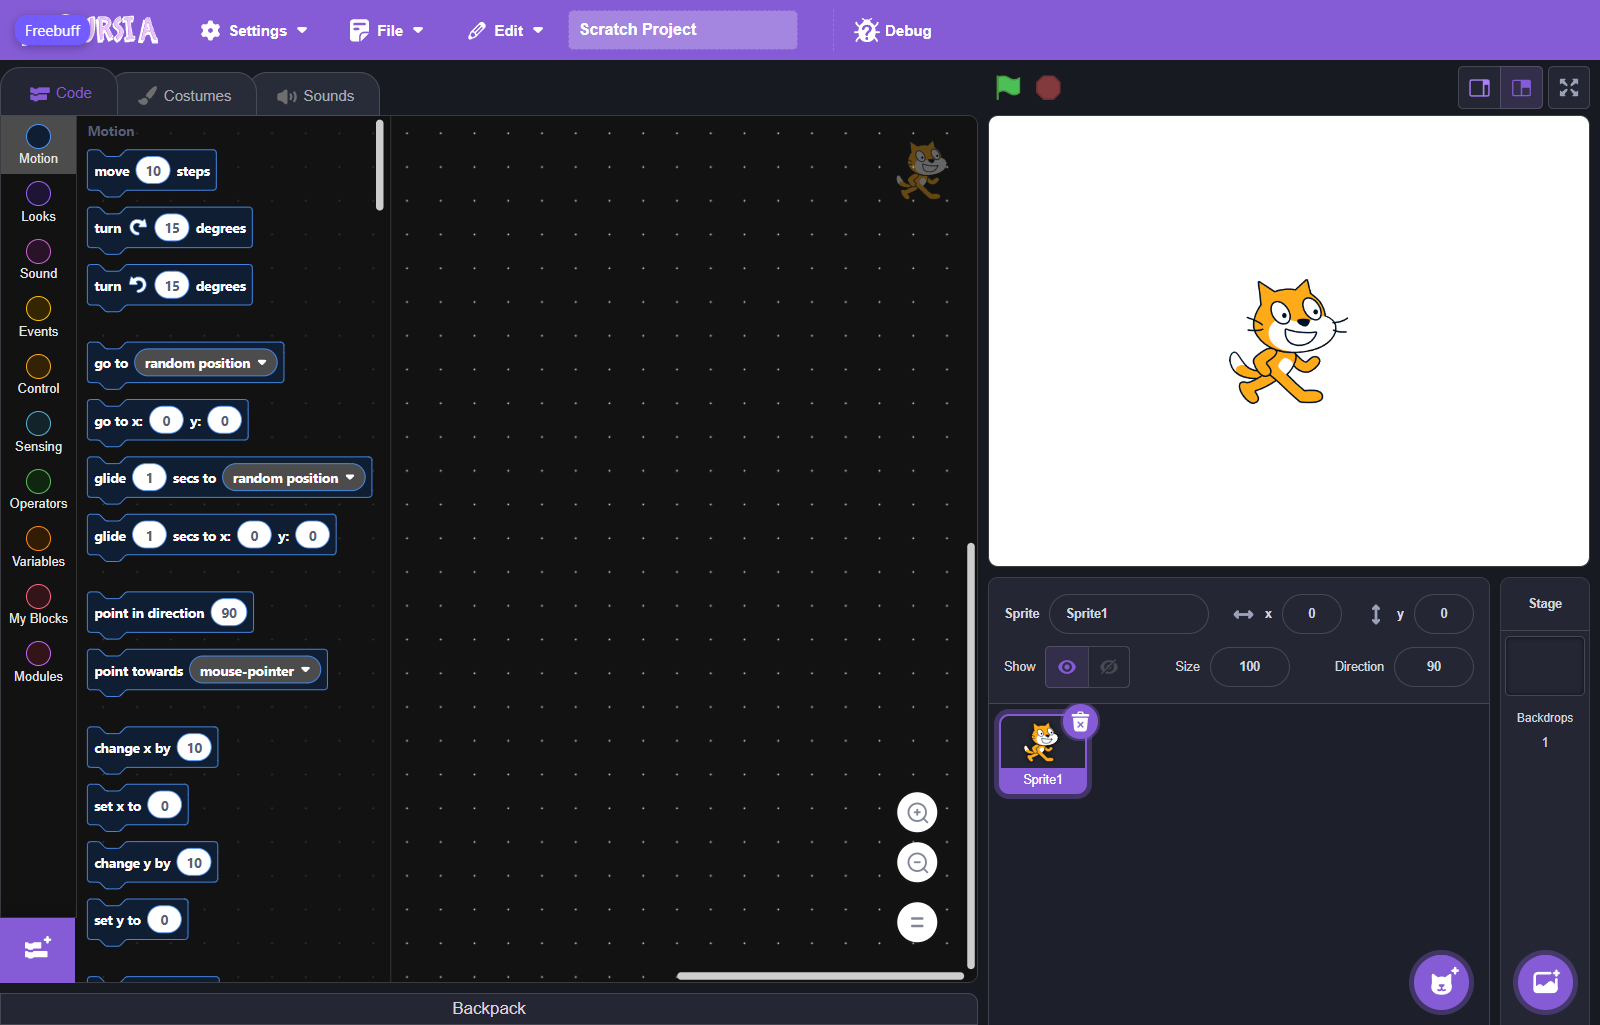 Freebuff
Settings
File
Edit
Scratch Project
Debug
Code
Costumes
Sounds
Motion
Looks
Sound
Events
Control
Sensing
Operators
Variables
My Blocks
Modules
Motion
move 10 steps
turn 15 degrees
turn 15 degrees
go to random position
go to x: 0 y: 0
glide 1 secs to random position
glide 1 secs to x: 0 y: 0
point in direction 90
point towards mouse-pointer
change x by 10
set x to 0
change y by 10
set y to 0
Backpack
Sprite Sprite1 x 0 y 0
Show Size 100 Direction 90
Sprite1
Stage
Backdrops
1